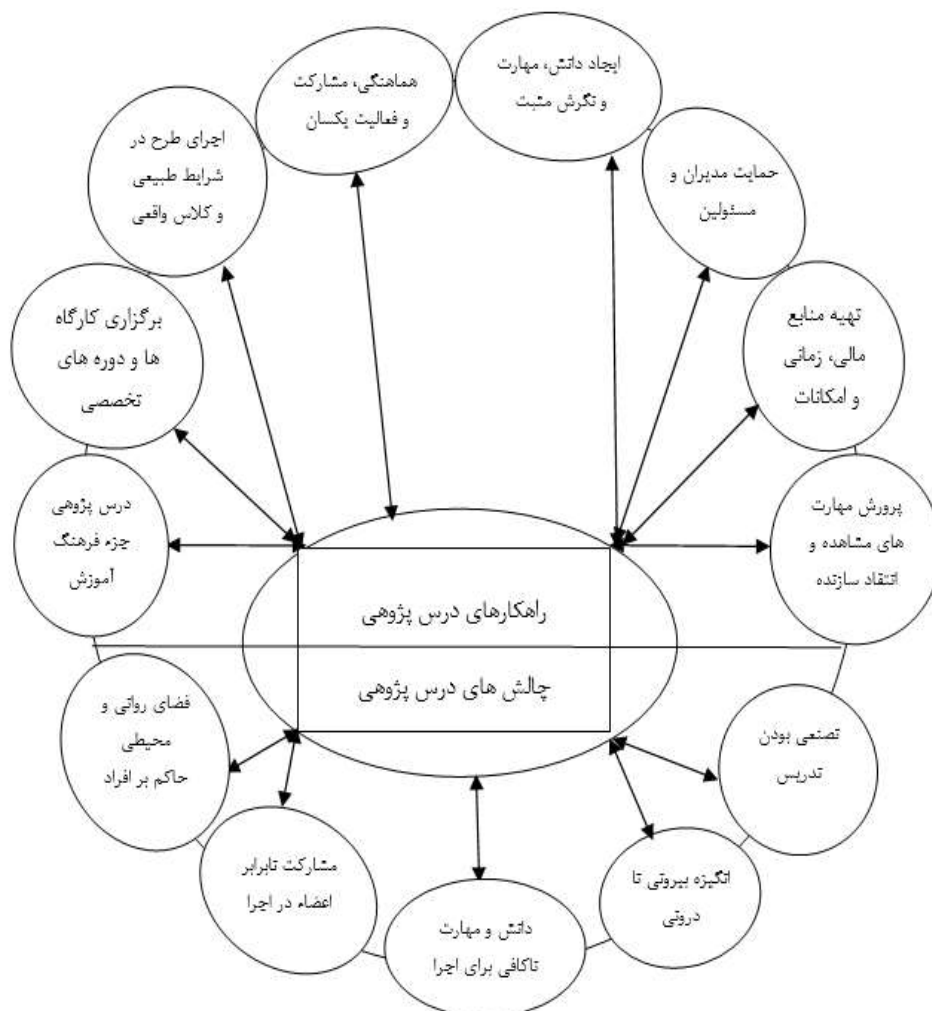 ایجاد دانش، مهارت
و نگرش مثبت
هماهنگی، مشارکت
و فعالیت یکسان
اجرای طرح در
شرایط طبیعی
و کلاس واقعی
حمایت مدیران و
مسئولین
تهیه منابع
مالی، زمانی
و امکانات
برگزاری کارگاه
ها و دوره های
تخصصی
پرورش مهارت
های مشاهده و
انتقاد سازنده
درس پژوهی
جزء فرهنگ
آموزش
راهکارهای درس پژوهی
چالش های درس پژوهی
تصنعی بودن
تدریس
فضای روانی و
محیطی
حاکم بر افراد
انگیزه بیرونی تا
درونی
مشارکت نابرابر
اعضاء در اجرا
دانش و مهارت
ناکافی برای اجرا